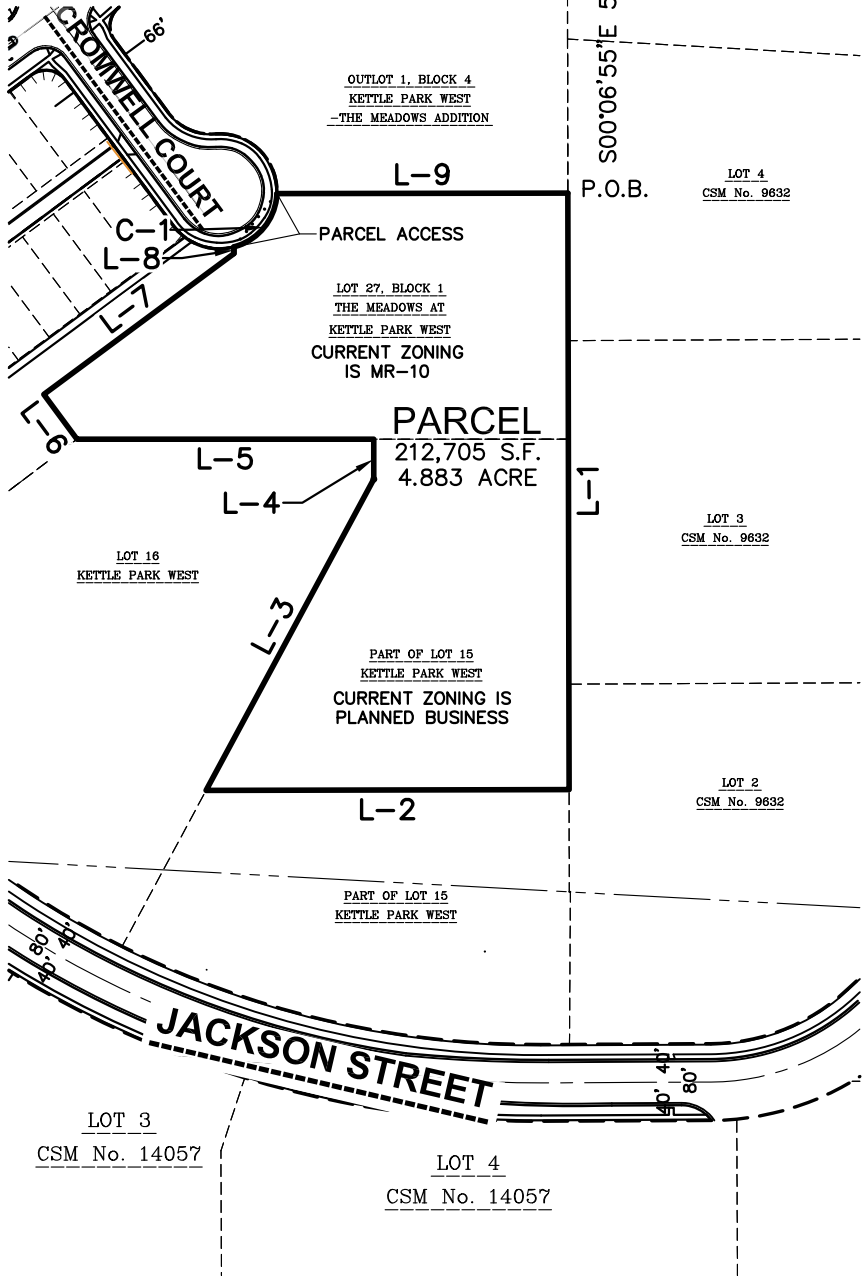 CROMWELL COURT
66'
OUTLOT 1, BLOCK 4
KETTLE PARK WEST
-THE MEADOWS ADDITION
S00°06'55"E 5
L-9
P.O.B.
LOT 4
CSM No. 9632
C-1
PARCEL ACCESS
L-8
L-7
LOT 27, BLOCK 1
THE MEADOWS AT
KETTLE PARK WEST
CURRENT ZONING
IS MR-10
L-6
PARCEL
212,705 S.F.
4.883 ACRE
L-5
L-4
L-1
LOT 3
CSM No. 9632
LOT 16
KETTLE PARK WEST
L-3
PART OF LOT 15
KETTLE PARK WEST
CURRENT ZONING IS
PLANNED BUSINESS
L-2
LOT 2
CSM No. 9632
PART OF LOT 15
KETTLE PARK WEST
80'
40'
40'
JACKSON STREET
40'
80'
40'
LOT 3
CSM No. 14057
LOT 4
CSM No. 14057